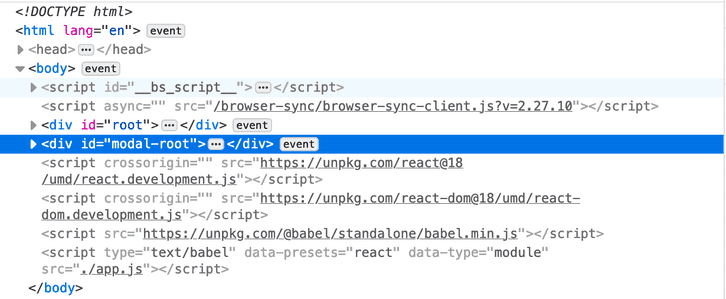 <!DOCTYPE html>
<html lang="en"> event
<head> ••• </head>
<body> event
<script id="__bs_script__"> ••• </script>
<script async="" src="/browser-sync/browser-sync-client.js?v=2.27.10"></script>
<div id="root"> ••• </div> event
<div id="modal-root"> ••• </div> event
<script crossorigin="" src="https://unpkg.com/react@18
/umd/react.development.js"></script>
<script crossorigin="" src="https://unpkg.com/react-dom@18/umd/react-
dom.development.js"></script>
<script src="https://unpkg.com/@babel/standalone/babel.min.js"></script>
<script type="text/babel" data-presets="react" data-type="module"
src="./app.js"></script>
</body>